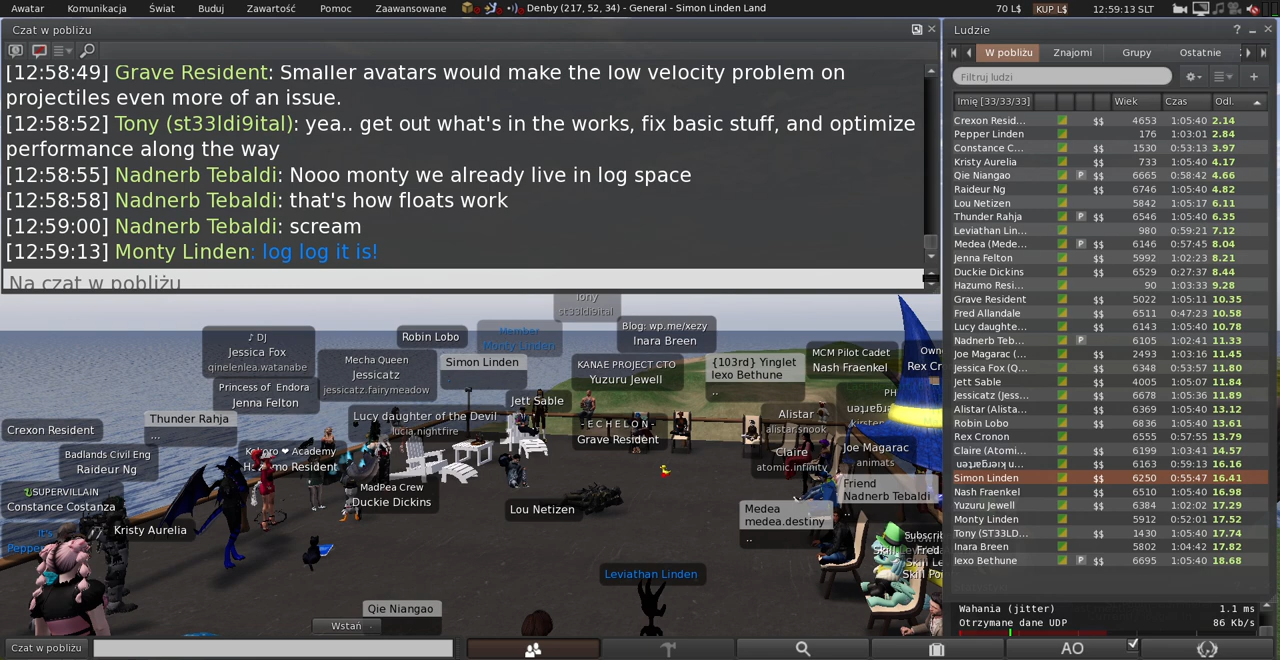 Awatar Komunikacja Świat Buduj Zawartość Pomoc Zaawansowane Denby (217, 52, 34) - General - Simon Linden Land 70 L$ KUP L$ 12:59:13 SLT
Czat w pobliżu
[12:58:49] Grave Resident: Smaller avatars would make the low velocity problem on
projectiles even more of an issue.
[12:58:52] Tony (st33ldi9ital): yea.. get out what's in the works, fix basic stuff, and optimize
performance along the way
[12:58:55] Nadnerb Tebaldi: Nooo monty we already live in log space
[12:58:58] Nadnerb Tebaldi: that's how floats work
[12:59:00] Nadnerb Tebaldi: scream
[12:59:13] Monty Linden: log log it is!
Na czat w pobliżu
Tony
st33ldi9ital
Member
Monty Linden
Blog: wp.me/xezy
Inara Breen
♪ DJ
Jessica Fox
qinelenlea.watanabe
Robin Lobo
Mecha Queen
Jessicatz
jessicatz.fairymeadow
Simon Linden
..
KANAE PROJECT CTO
Yuzuru Jewell
{103rd} Yinglet
Iexo Bethune
..
MCM Pilot Cadet
Nash Fraenkel
Rex Cr
Princess of Endora
Jenna Felton
Thunder Rahja
...
Lucy daughter of the Devil
lucia.nightfire
Jett Sable
-ECHELON-
Grave Resident
Alistar
alistar.snook
Crexon Resident
Badlands Civil Eng
Raideur Ng
Claire
atomic.infinity
Joe Magarac
animats
SUPERVILLAIN
Constance Costanza
MadPea Crew
Duckie Dickins
Lou Netizen
Friend
Nadnerb Tebaldi
..
Medea
medea.destiny
..
Kristy Aurelia
It's
Pepper
Leviathan Linden
Qie Niangao
Wstań
Czat w pobliżu
AO
Ludzie
W pobliżu Znajomi Grupy Ostatnie
Filtruj ludzi
Imię [33/33/33] Wiek Czas Odl.
Crexon Resid... $$ 4653 1:05:40 2.14
Pepper Linden 176 1:03:01 2.84
Constance C... $$ 1530 0:53:13 3.97
Kristy Aurelia $$ 733 1:05:40 4.17
Qie Niangao P $$ 6665 0:58:42 4.66
Raideur Ng $$ 6746 1:05:40 4.82
Lou Netizen 5842 1:05:17 6.11
Thunder Rahja P $$ 6546 1:05:40 6.35
Leviathan Lin... 980 0:59:21 7.12
Medea (Mede... P $$ 6146 0:57:45 8.04
Jenna Felton $$ 5992 1:02:23 8.21
Duckie Dickins $$ 6529 0:27:37 8.44
Hazumo Resi... 90 1:03:33 9.28
Grave Resident $$ 5022 1:05:11 10.35
Fred Allandale $$ 6511 0:47:23 10.58
Lucy daughte... $$ 6143 1:05:40 10.78
Nadnerb Teb... P 6105 1:02:41 11.33
Joe Magarac (... $$ 2493 1:03:16 11.45
Jessica Fox (Q... $$ 6348 0:53:57 11.80
Jett Sable $$ 4005 1:05:07 11.84
Jessicatz (Jess... $$ 6678 1:05:36 11.89
Alistar (Alista... $$ 6369 1:05:40 13.12
Robin Lobo $$ 6836 1:05:40 13.61
Rex Cronon 6555 0:57:55 13.79
Claire (Atomi... $$ 6199 1:03:41 14.57
$$ 6163 0:59:13 16.16
Simon Linden $$ 6250 0:55:47 16.41
Nash Fraenkel $$ 6510 1:05:40 16.98
Yuzuru Jewell $$ 6384 1:02:02 17.29
Monty Linden 5912 0:52:01 17.52
Tony (ST33LD... $$ 1430 1:05:40 17.74
Inara Breen 5802 1:04:42 17.82
Iexo Bethune P $$ 6695 1:05:40 18.68
Wahania (jitter) 1.1 ms
Otrzymane dane UDP 86 Kb/s